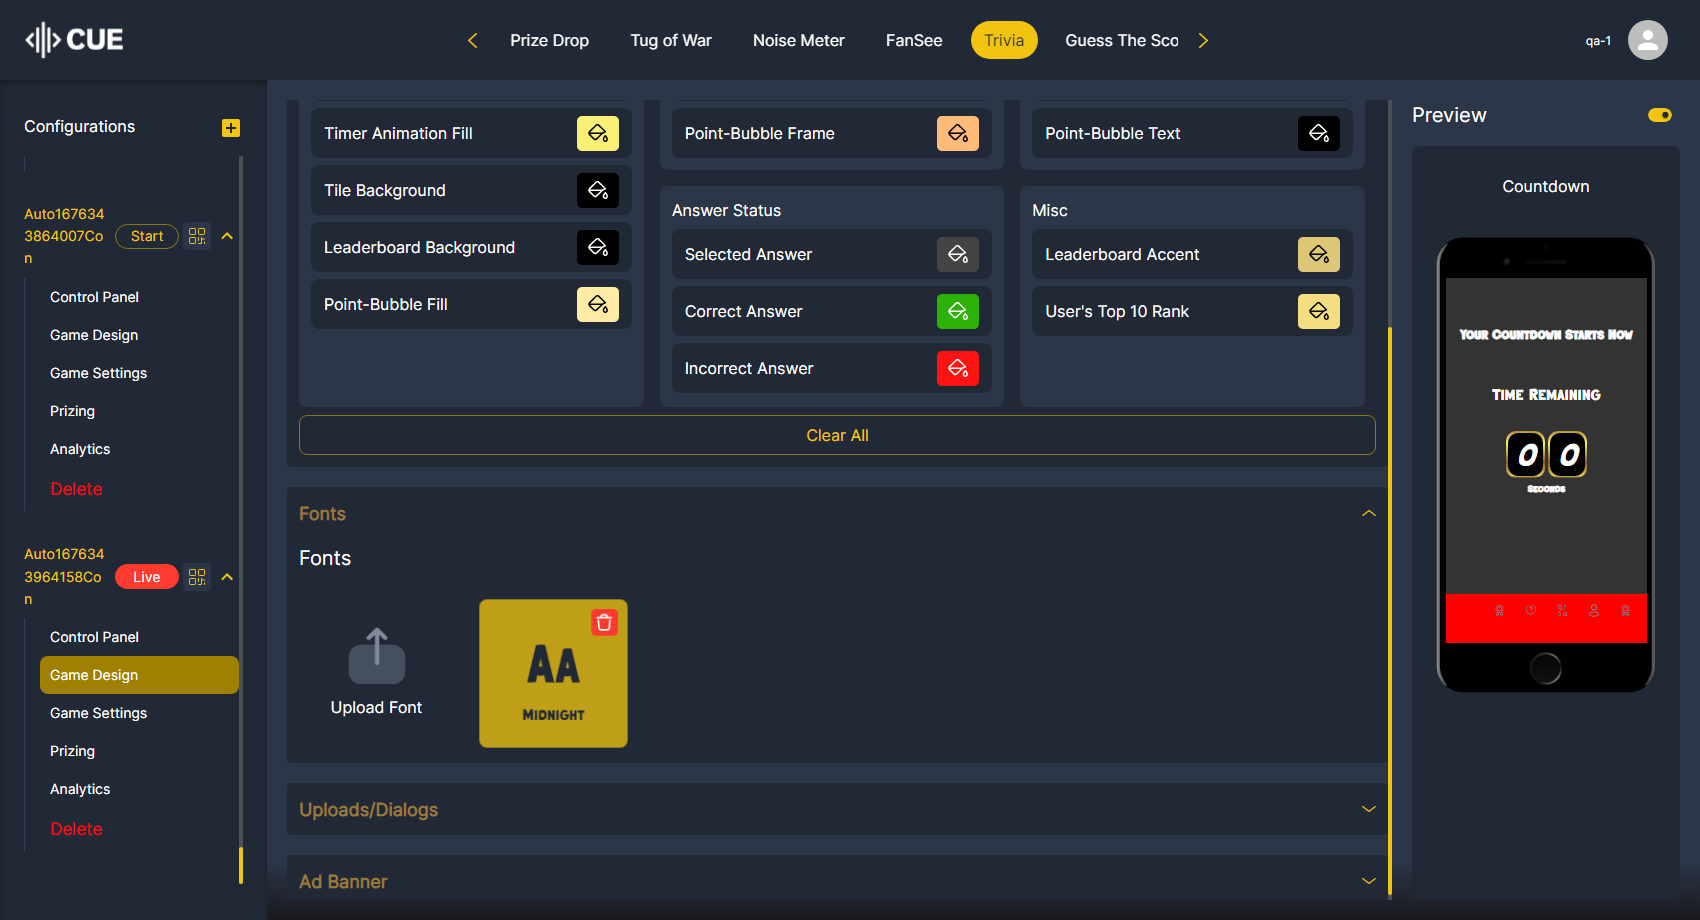 CUE
Prize Drop
Tug of War
Noise Meter
FanSee
Trivia
Guess The Sco
qa-1
Configurations
Auto167634
3864007Co
n
Start
Control Panel
Game Design
Game Settings
Prizing
Analytics
Delete
Auto167634
3964158Co
n
Live
Control Panel
Game Design
Game Settings
Prizing
Analytics
Delete
Timer Animation Fill
Tile Background
Leaderboard Background
Point-Bubble Fill
Point-Bubble Frame
Answer Status
Selected Answer
Correct Answer
Incorrect Answer
Point-Bubble Text
Misc
Leaderboard Accent
User's Top 10 Rank
Clear All
Fonts
Fonts
Upload Font
AA
Midnight
Uploads/Dialogs
Ad Banner
Preview
Countdown
Your Countdown Starts Now
Time Remaining
0 0
Seconds